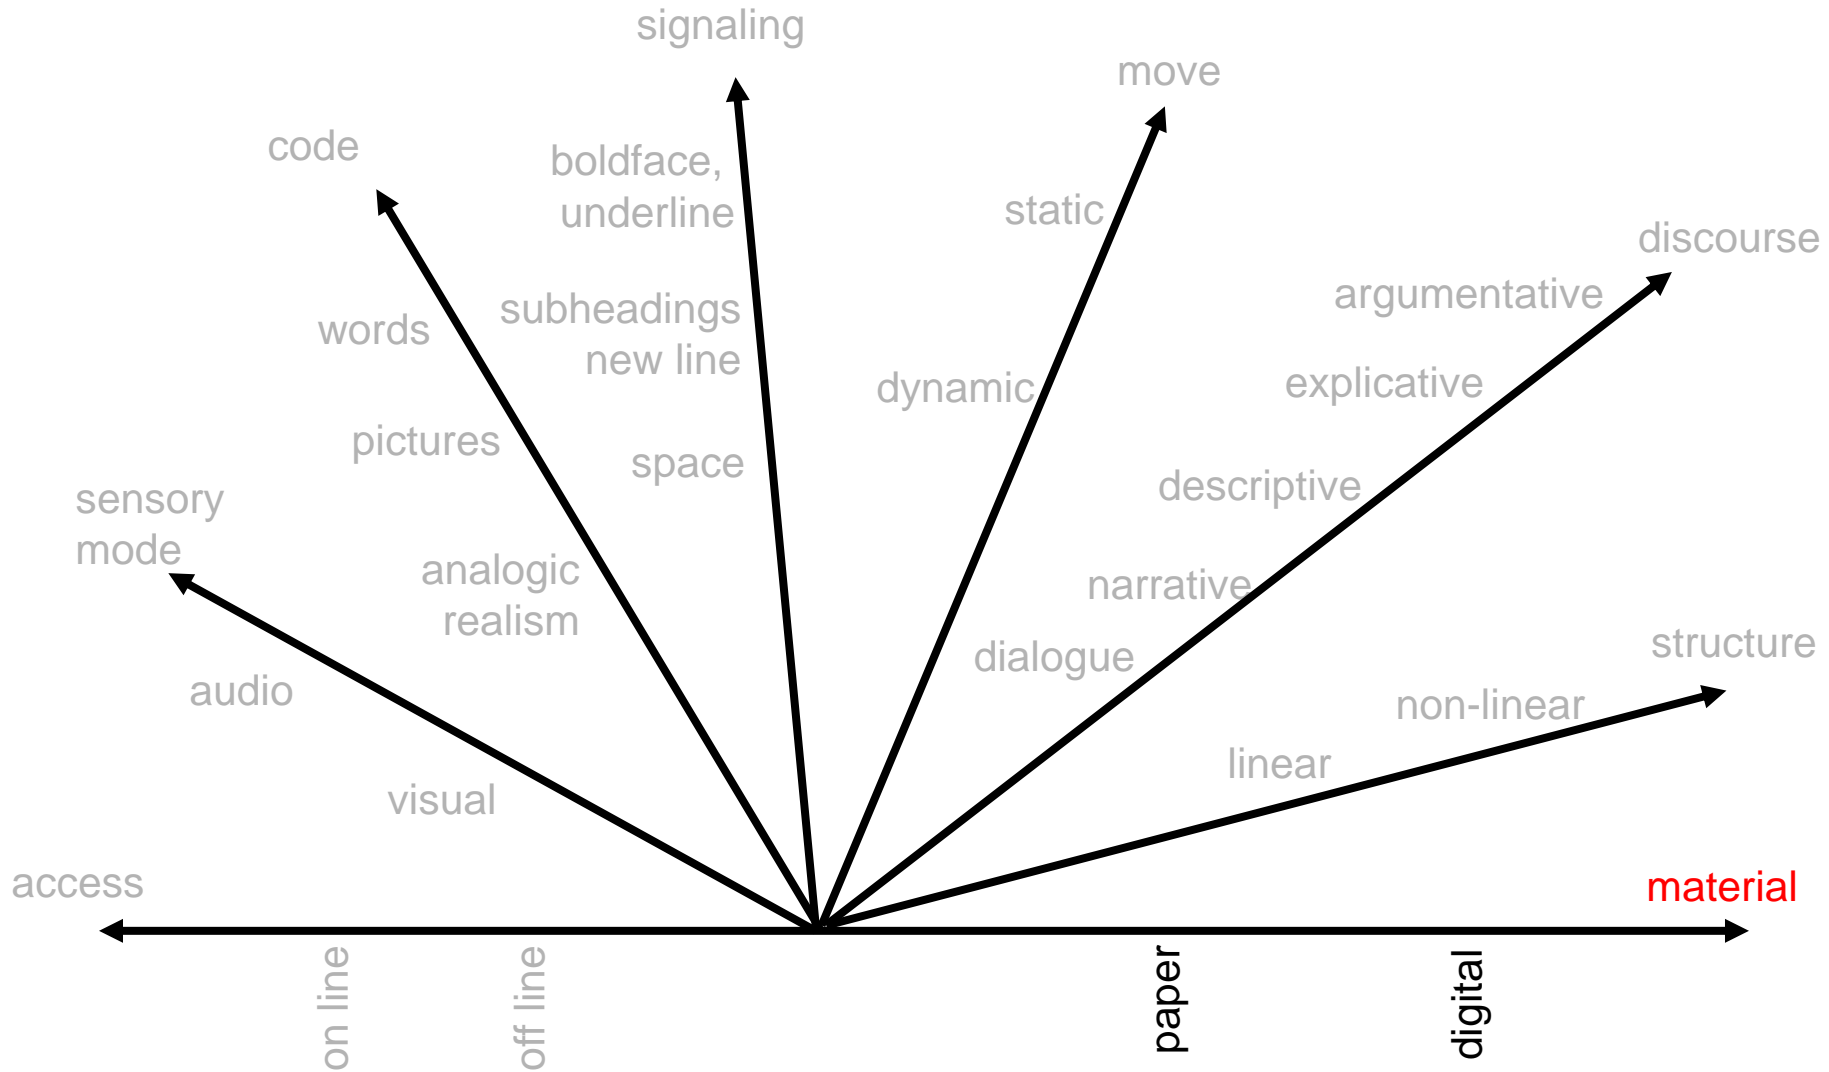 signaling
move
code
boldface,
underline
static
discourse
argumentative
subheadings
new line
words
dynamic
explicative
pictures
space
descriptive
sensory
mode
analogic
realism
narrative
dialogue
structure
audio
non-linear
linear
visual
access
material
on line
off line
paper
digital